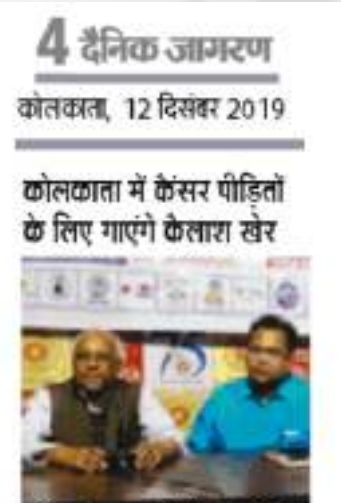 4 दैनिक जागरण
कोलकाता, 12 दिसंबर 2019
कोलकाता में कैंसर पीड़ितों
के लिए गाएंगे कैलाश खेर